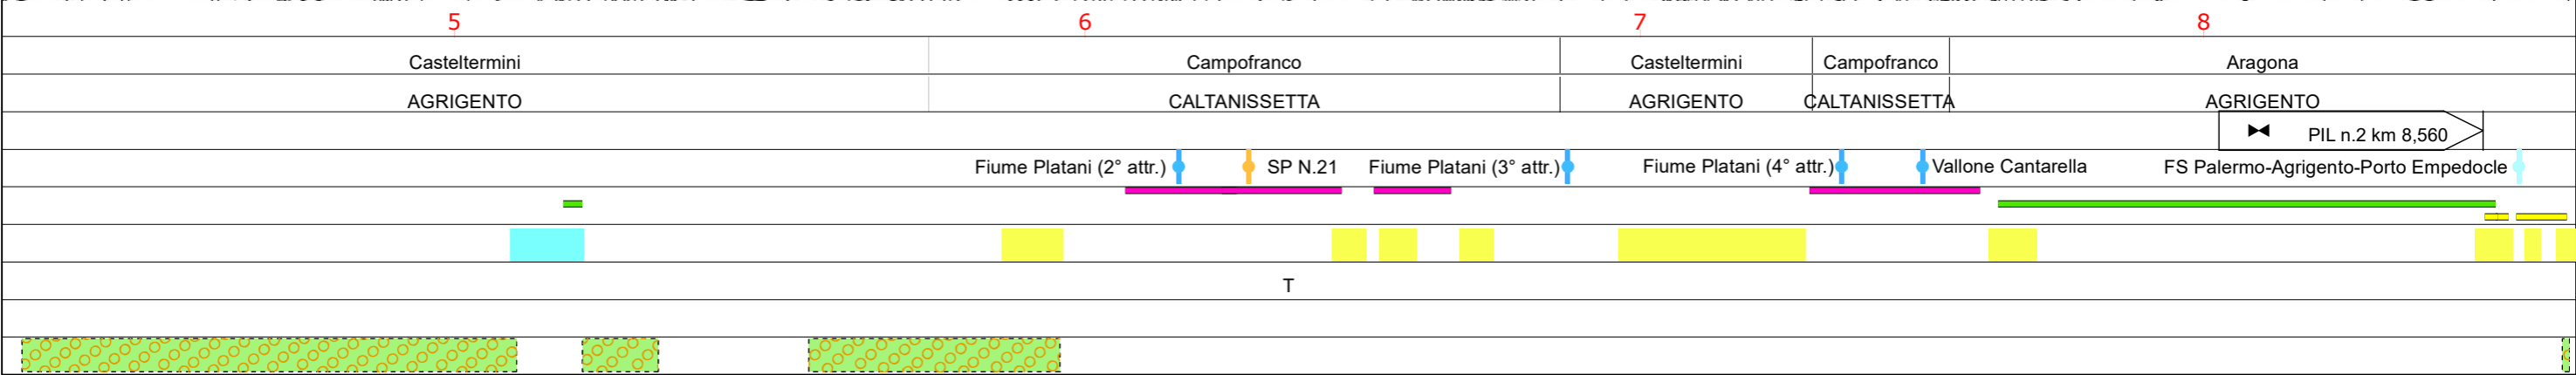 5 6 7 8
Casteltermini Campofranco Casteltermini Campofranco Aragona
AGRIGENTO CALTANISSETTA AGRIGENTO CALTANISSETTA AGRIGENTO
PIL n.2 km 8,560
Fiume Platani (2° attr.) SP N.21 Fiume Platani (3° attr.) Fiume Platani (4° attr.) Vallone Cantarella FS Palermo-Agrigento-Porto Empedocle
T